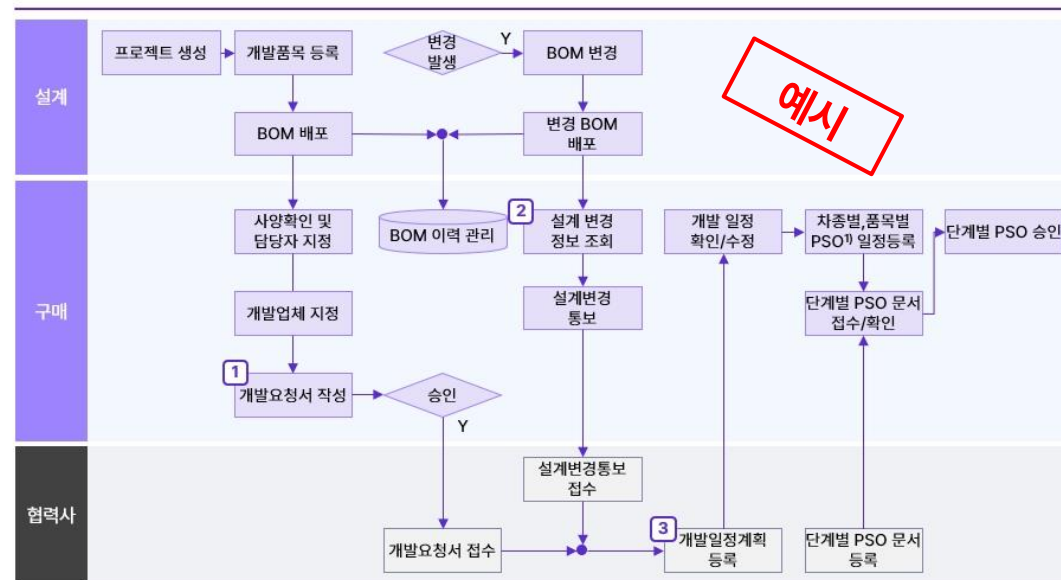 설계
프로젝트 생성
개발품목 등록
변경
발생
Y
BOM 변경
예시
BOM 배포
변경 BOM
배포
구매
사양확인 및
담당자 지정
BOM 이력 관리
2
설계 변경
정보 조회
개발 일정
확인/수정
차종별,품목별
PSO¹⁾ 일정등록
단계별 PSO 승인
개발업체 지정
설계변경
통보
단계별 PSO 문서
접수/확인
1
개발요청서 작성
승인
Y
협력사
설계변경통보
접수
개발요청서 접수
3
개발일정계획
등록
단계별 PSO 문서
등록